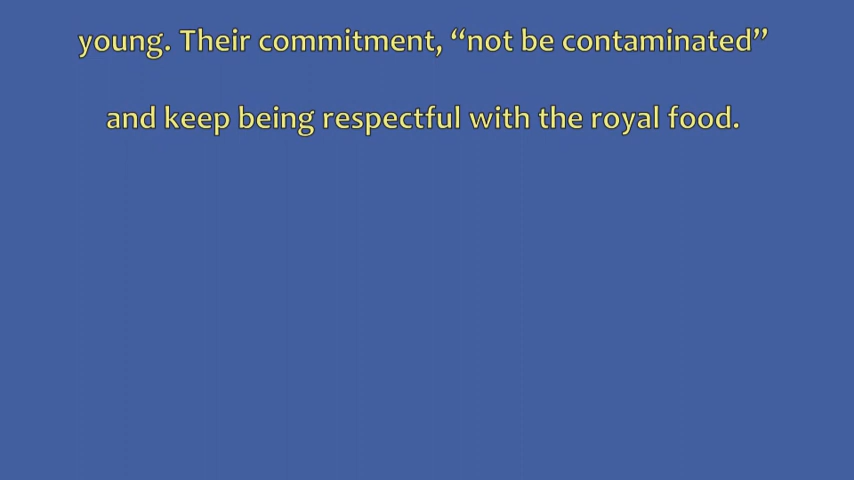 young. Their commitment, “not be contaminated”
and keep being respectful with the royal food.